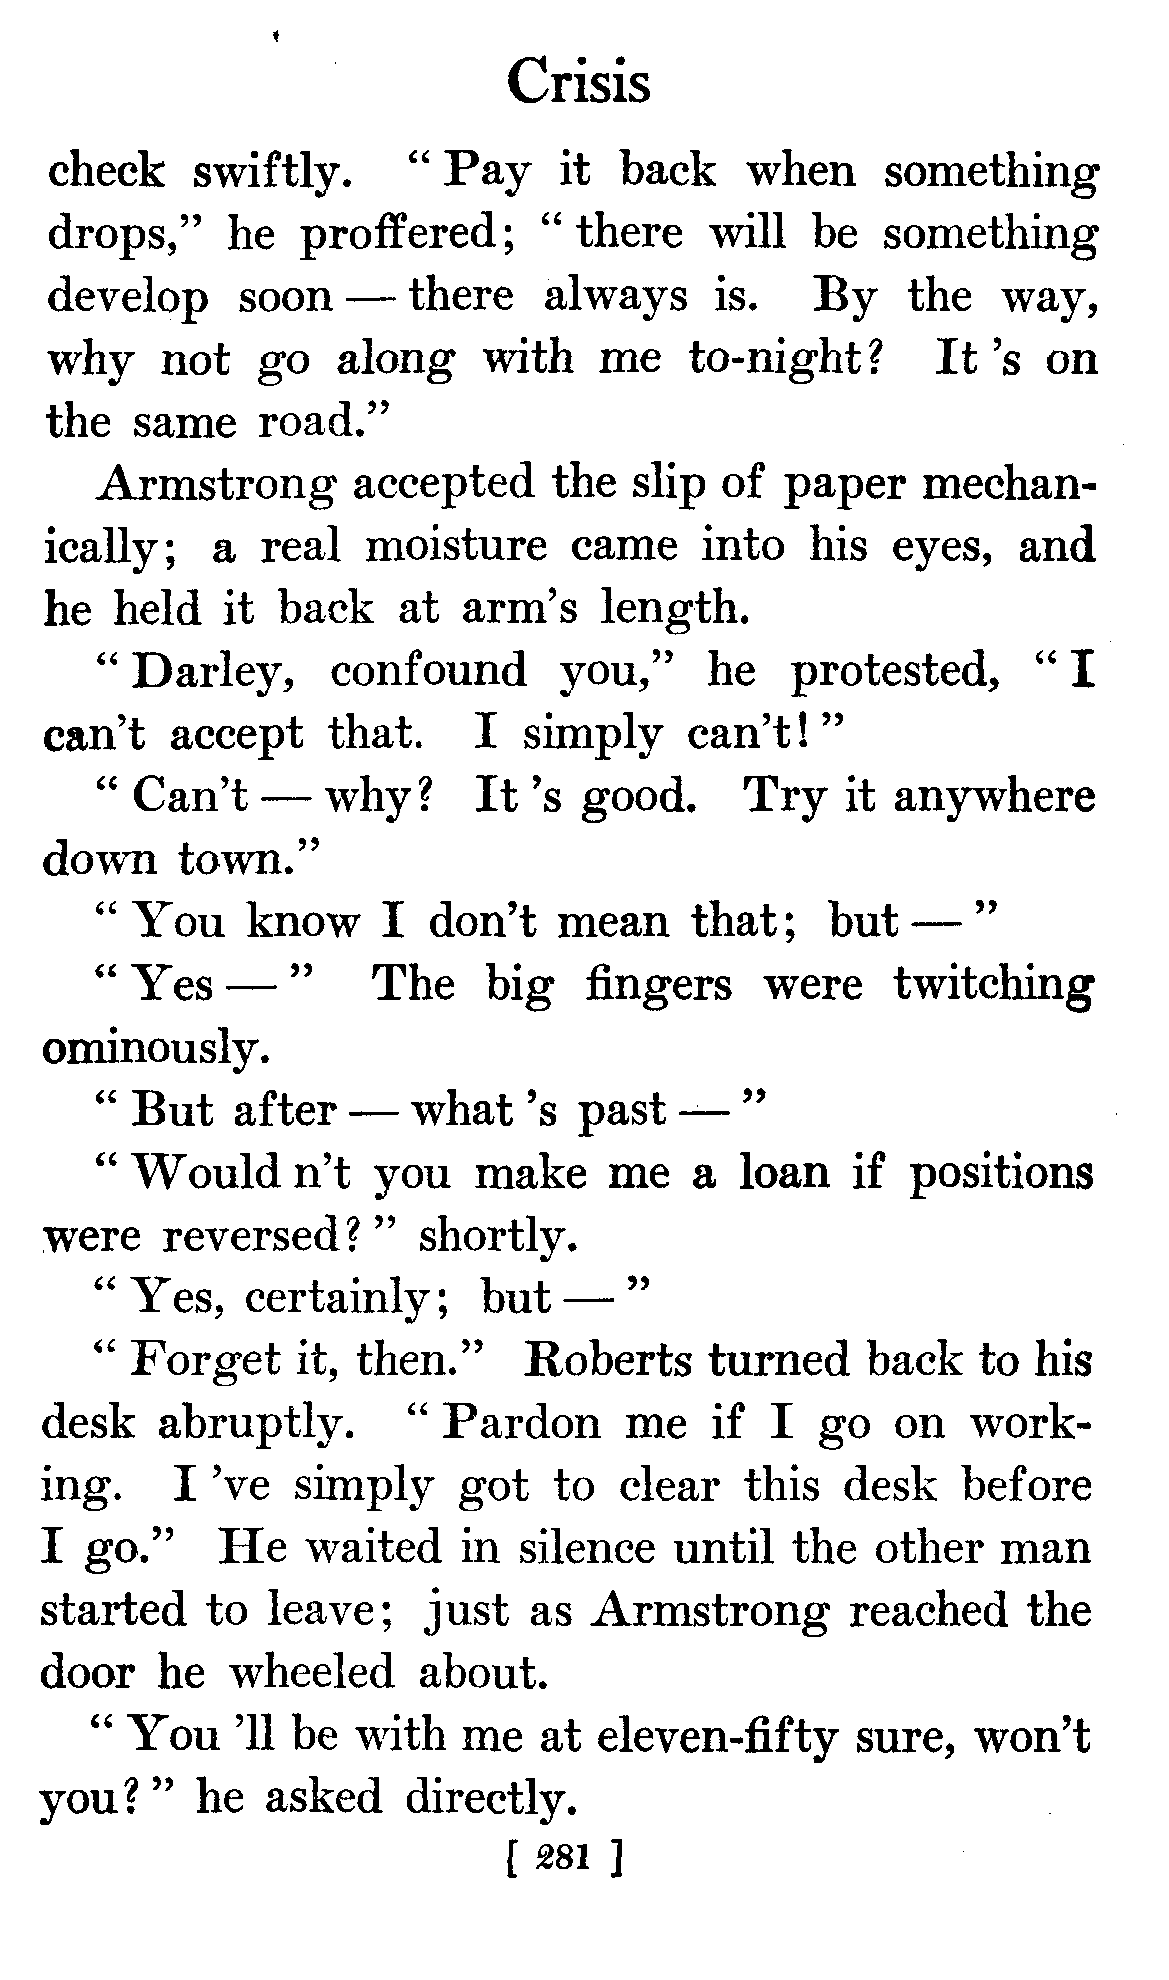 Crisis
check swiftly. “Pay it back when something
drops,” he proffered; “there will be something
develop soon — there always is. By the way,
why not go along with me to-night? It 's on
the same road.”
Armstrong accepted the slip of paper mechan-
ically; a real moisture came into his eyes, and
he held it back at arm's length.
“Darley, confound you,” he protested, “I
can't accept that. I simply can't!”
“Can't — why? It 's good. Try it anywhere
down town.”
“You know I don't mean that; but —”
“Yes —” The big fingers were twitching
ominously.
“But after — what 's past —”
“Would n't you make me a loan if positions
were reversed?” shortly.
“Yes, certainly; but —”
“Forget it, then.” Roberts turned back to his
desk abruptly. “Pardon me if I go on work-
ing. I 've simply got to clear this desk before
I go.” He waited in silence until the other man
started to leave; just as Armstrong reached the
door he wheeled about.
“You 'll be with me at eleven-fifty sure, won't
you?” he asked directly.
[ 281 ]